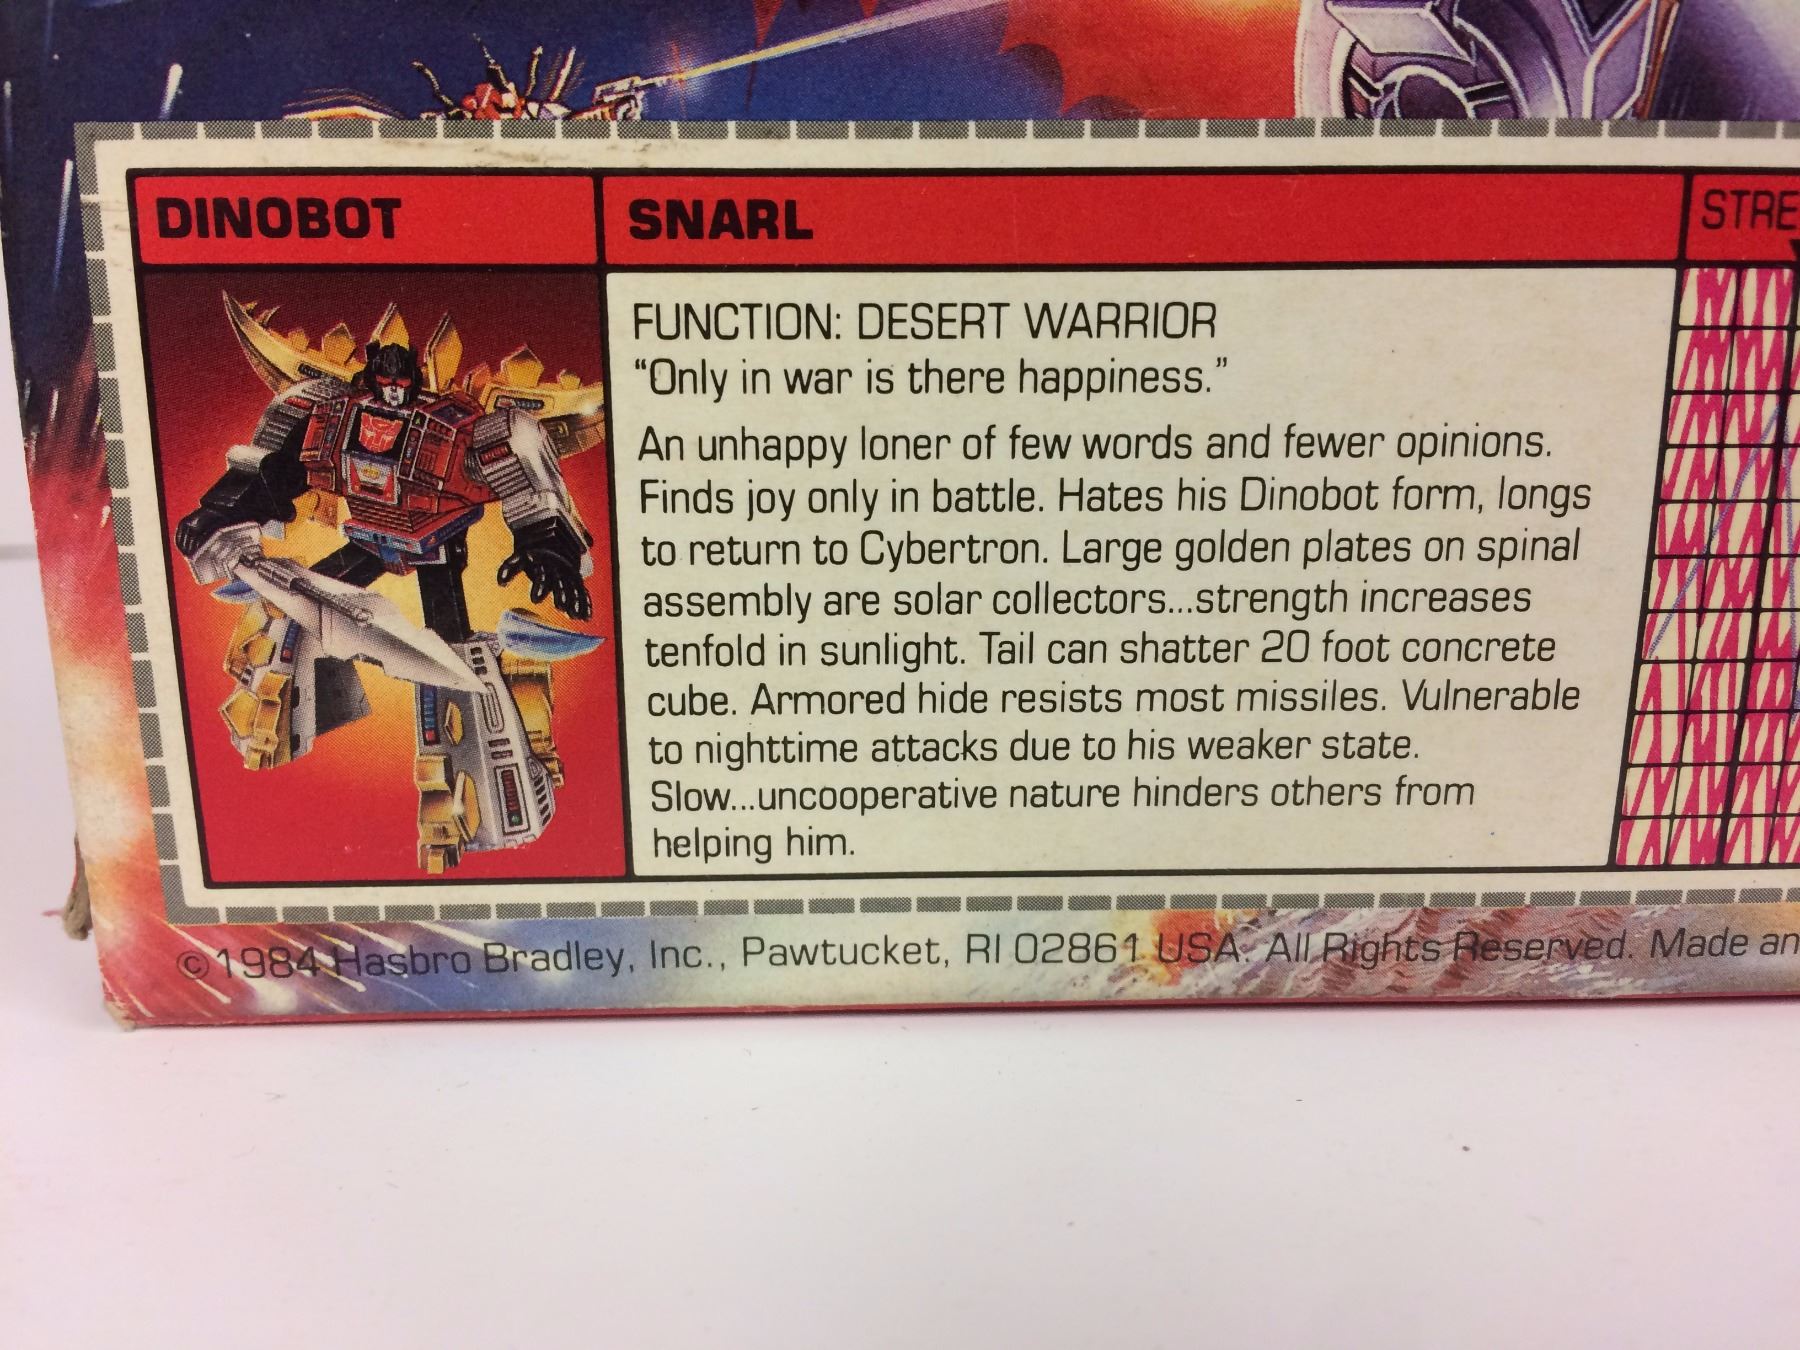 DINOBOT
SNARL
STRE
FUNCTION: DESERT WARRIOR
“Only in war is there happiness.”
An unhappy loner of few words and fewer opinions.
Finds joy only in battle. Hates his Dinobot form, longs
to return to Cybertron. Large golden plates on spinal
assembly are solar collectors...strength increases
tenfold in sunlight. Tail can shatter 20 foot concrete
cube. Armored hide resists most missiles. Vulnerable
to nighttime attacks due to his weaker state.
Slow...uncooperative nature hinders others from
helping him.
©1984 Hasbro Bradley, Inc., Pawtucket, RI 02861 USA. All Rights Reserved. Made an